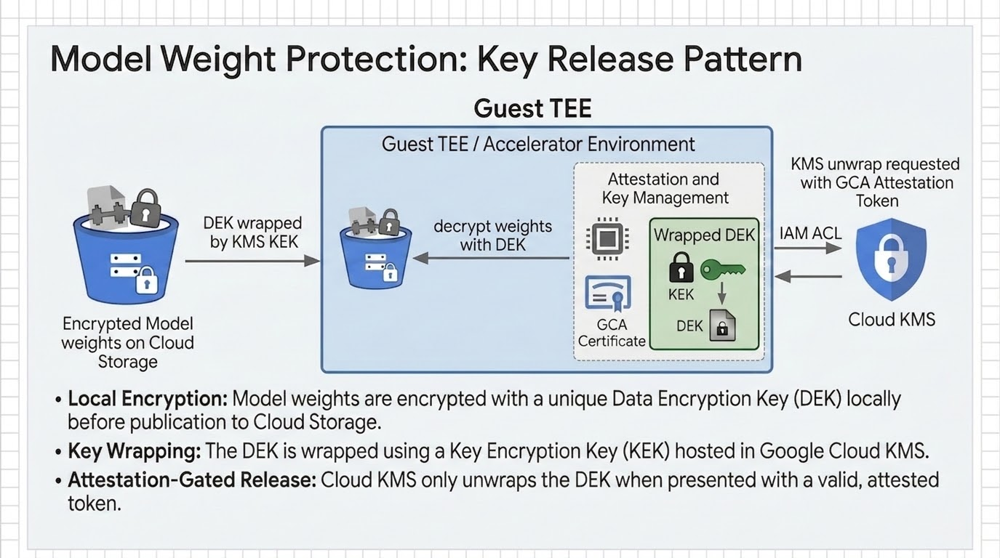 Model Weight Protection: Key Release Pattern
Guest TEE
Guest TEE / Accelerator Environment
DEK wrapped
by KMS KEK
Encrypted Model
weights on Cloud
Storage
decrypt weights
with DEK
Attestation and
Key Management
GCA
Certificate
Wrapped DEK
KEK
DEK
KMS unwrap requested
with GCA Attestation
Token
IAM ACL
Cloud KMS
• Local Encryption: Model weights are encrypted with a unique Data Encryption Key (DEK) locally
before publication to Cloud Storage.
• Key Wrapping: The DEK is wrapped using a Key Encryption Key (KEK) hosted in Google Cloud KMS.
• Attestation-Gated Release: Cloud KMS only unwraps the DEK when presented with a valid, attested
token.